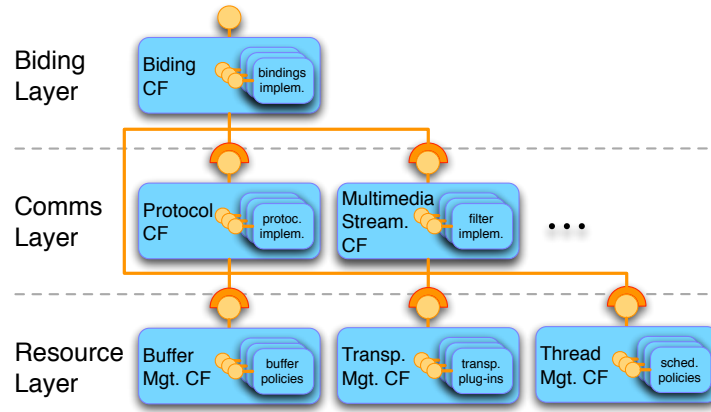 Biding
Layer
Biding
CF
bindings
implem.
Comms
Layer
Protocol
CF
protoc.
implem.
Multimedia
Stream.
CF
filter
implem.
...
Resource
Layer
Buffer
Mgt. CF
buffer
policies
Transp.
Mgt. CF
transp.
plug-ins
Thread
Mgt. CF
sched.
policies